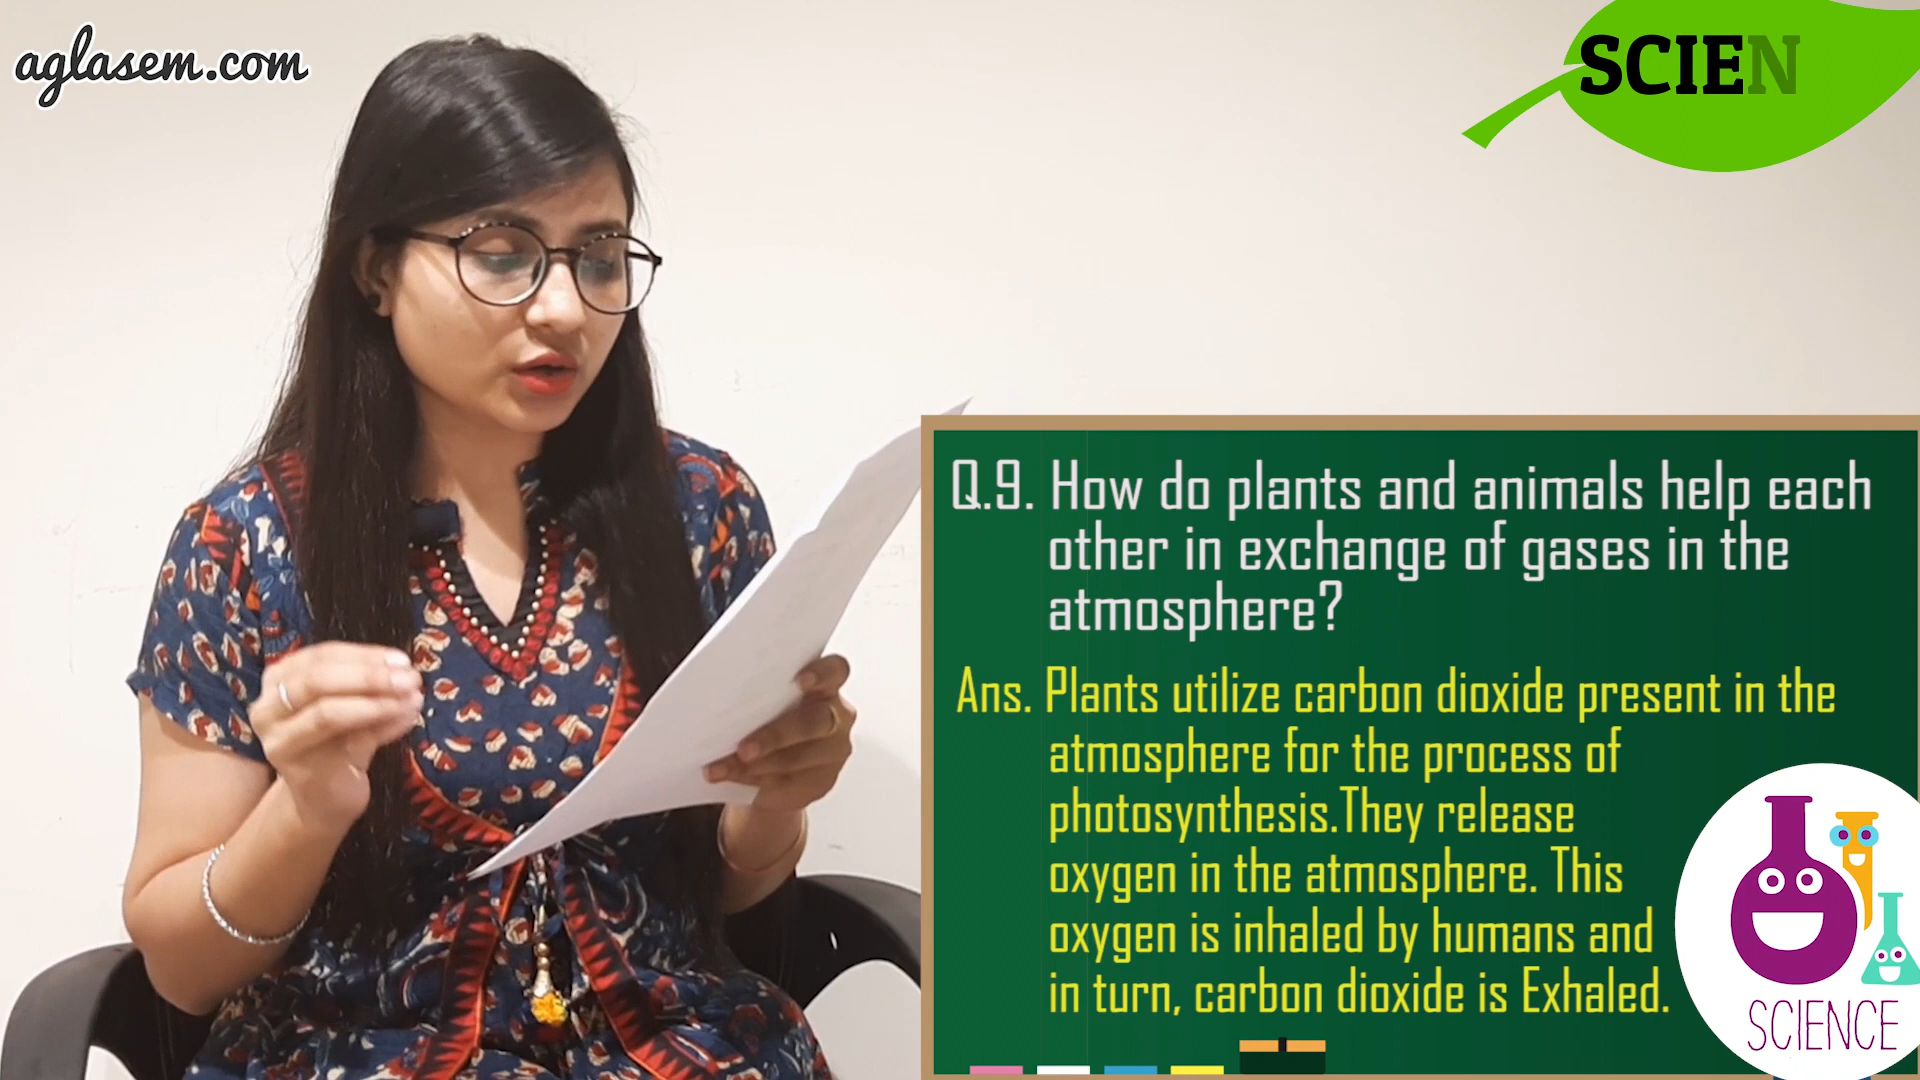 aglasem.com
SCIEN
Q.9. How do plants and animals help each
other in exchange of gases in the
atmosphere?
Ans. Plants utilize carbon dioxide present in the
atmosphere for the process of
photosynthesis.They release
oxygen in the atmosphere. This
oxygen is inhaled by humans and
in turn, carbon dioxide is Exhaled.
SCIENCE